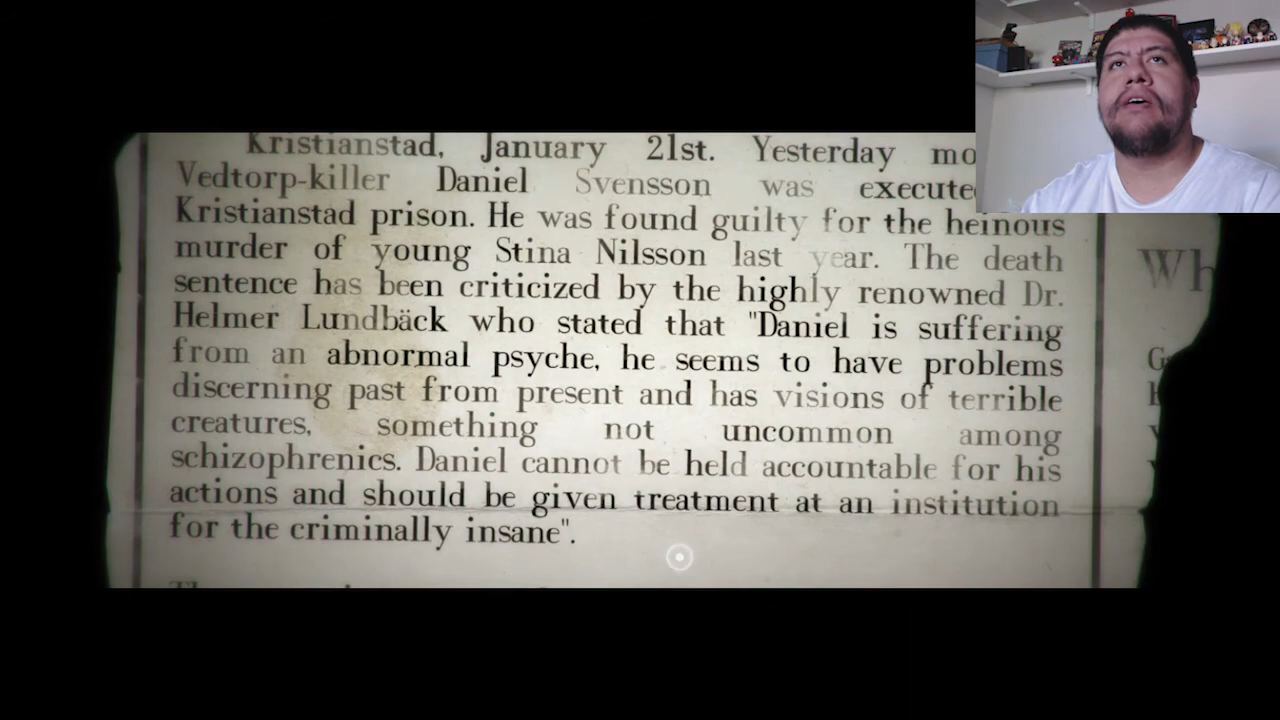 Kristianstad, January 21st. Yesterday
Vedtorp-killer Daniel Svensson was
Kristianstad prison. He was found guilty for the heinous
murder of young Stina Nilsson last year. The death
sentence has been criticized by the highly renowned Dr.
Helmer Lundbäck who stated that "Daniel is suffering
from an abnormal psyche, he seems to have problems
discerning past from present and has visions of terrible
creatures, something not uncommon among
schizophrenics. Daniel cannot be held accountable for his
actions and should be given treatment at an institution
for the criminally insane".
Wh